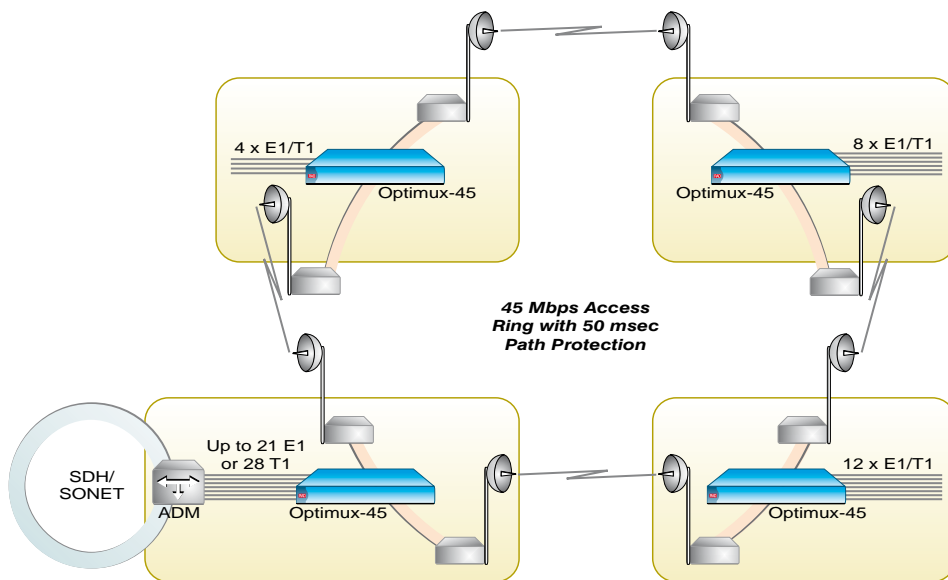 4 x E1/T1
Optimux-45
8 x E1/T1
Optimux-45
45 Mbps Access
Ring with 50 msec
Path Protection
SDH/
SONET
ADM
Up to 21 E1
or 28 T1
Optimux-45
12 x E1/T1
Optimux-45